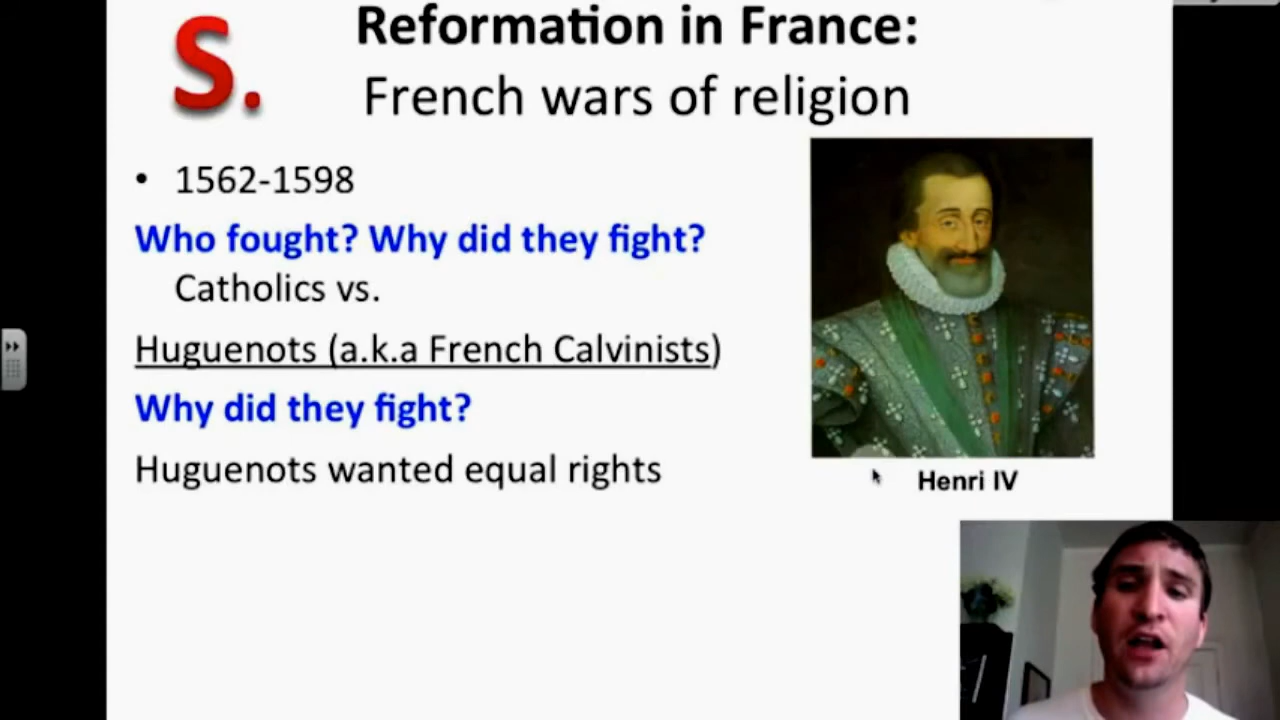 S.
Reformation in France:
French wars of religion
• 1562-1598
Who fought? Why did they fight?
Catholics vs.
Huguenots (a.k.a French Calvinists)
Why did they fight?
Huguenots wanted equal rights
Henri IV